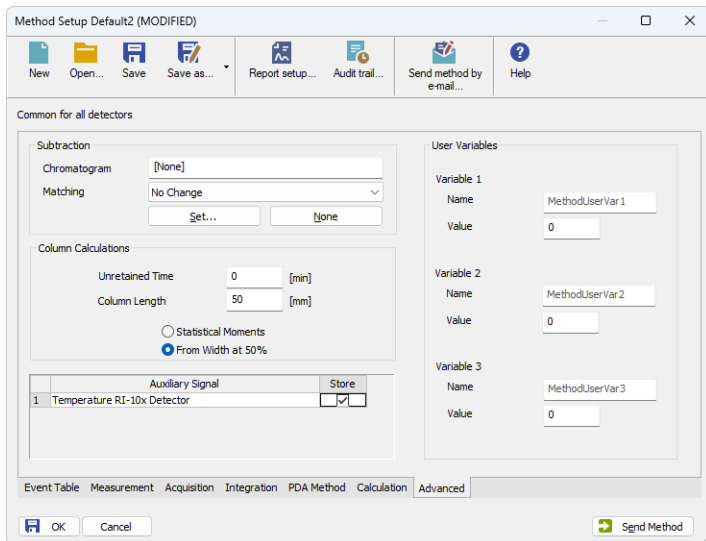 Method Setup Default2 (MODIFIED)
New Open... Save Save as... Report setup... Audit trail... Send method by e-mail... Help
Common for all detectors
Subtraction
Chromatogram [None]
Matching No Change
Set... None
Column Calculations
Unretained Time 0 [min]
Column Length 50 [mm]
Statistical Moments
From Width at 50%
Auxiliary Signal Store
1 Temperature RI-10x Detector
User Variables
Variable 1
Name MethodUserVar1
Value 0
Variable 2
Name MethodUserVar2
Value 0
Variable 3
Name MethodUserVar3
Value 0
Event Table Measurement Acquisition Integration PDA Method Calculation Advanced
OK Cancel Send Method